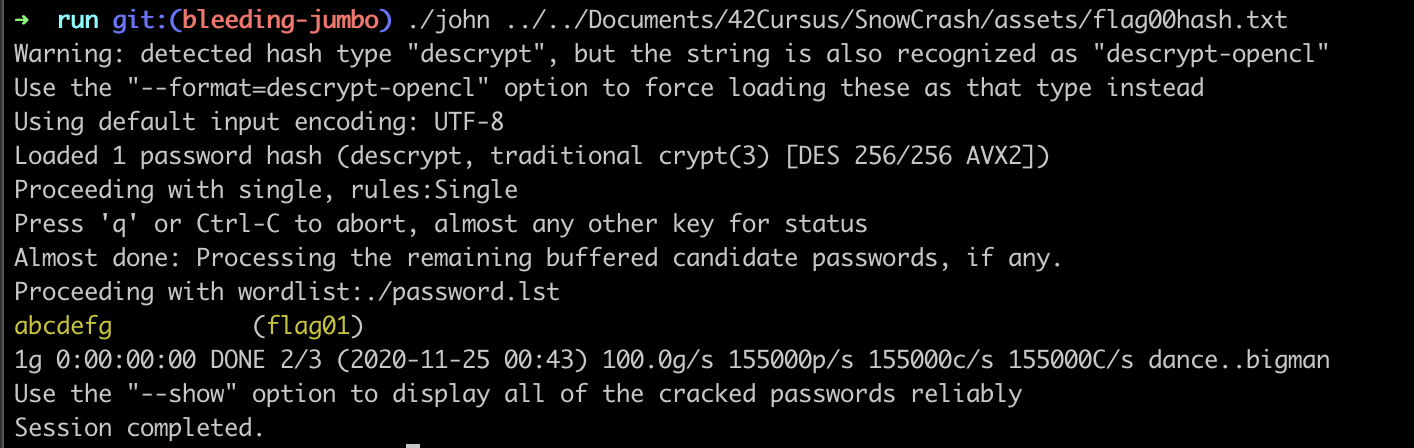 ➜  run git:(bleeding-jumbo) ./john ../../Documents/42Cursus/SnowCrash/assets/flag00hash.txt
Warning: detected hash type "descrypt", but the string is also recognized as "descrypt-opencl"
Use the "--format=descrypt-opencl" option to force loading these as that type instead
Using default input encoding: UTF-8
Loaded 1 password hash (descrypt, traditional crypt(3) [DES 256/256 AVX2])
Proceeding with single, rules:Single
Press 'q' or Ctrl-C to abort, almost any other key for status
Almost done: Processing the remaining buffered candidate passwords, if any.
Proceeding with wordlist:./password.lst
abcdefg          (flag01)
1g 0:00:00:00 DONE 2/3 (2020-11-25 00:43) 100.0g/s 155000p/s 155000c/s 155000C/s dance..bigman
Use the "--show" option to display all of the cracked passwords reliably
Session completed.